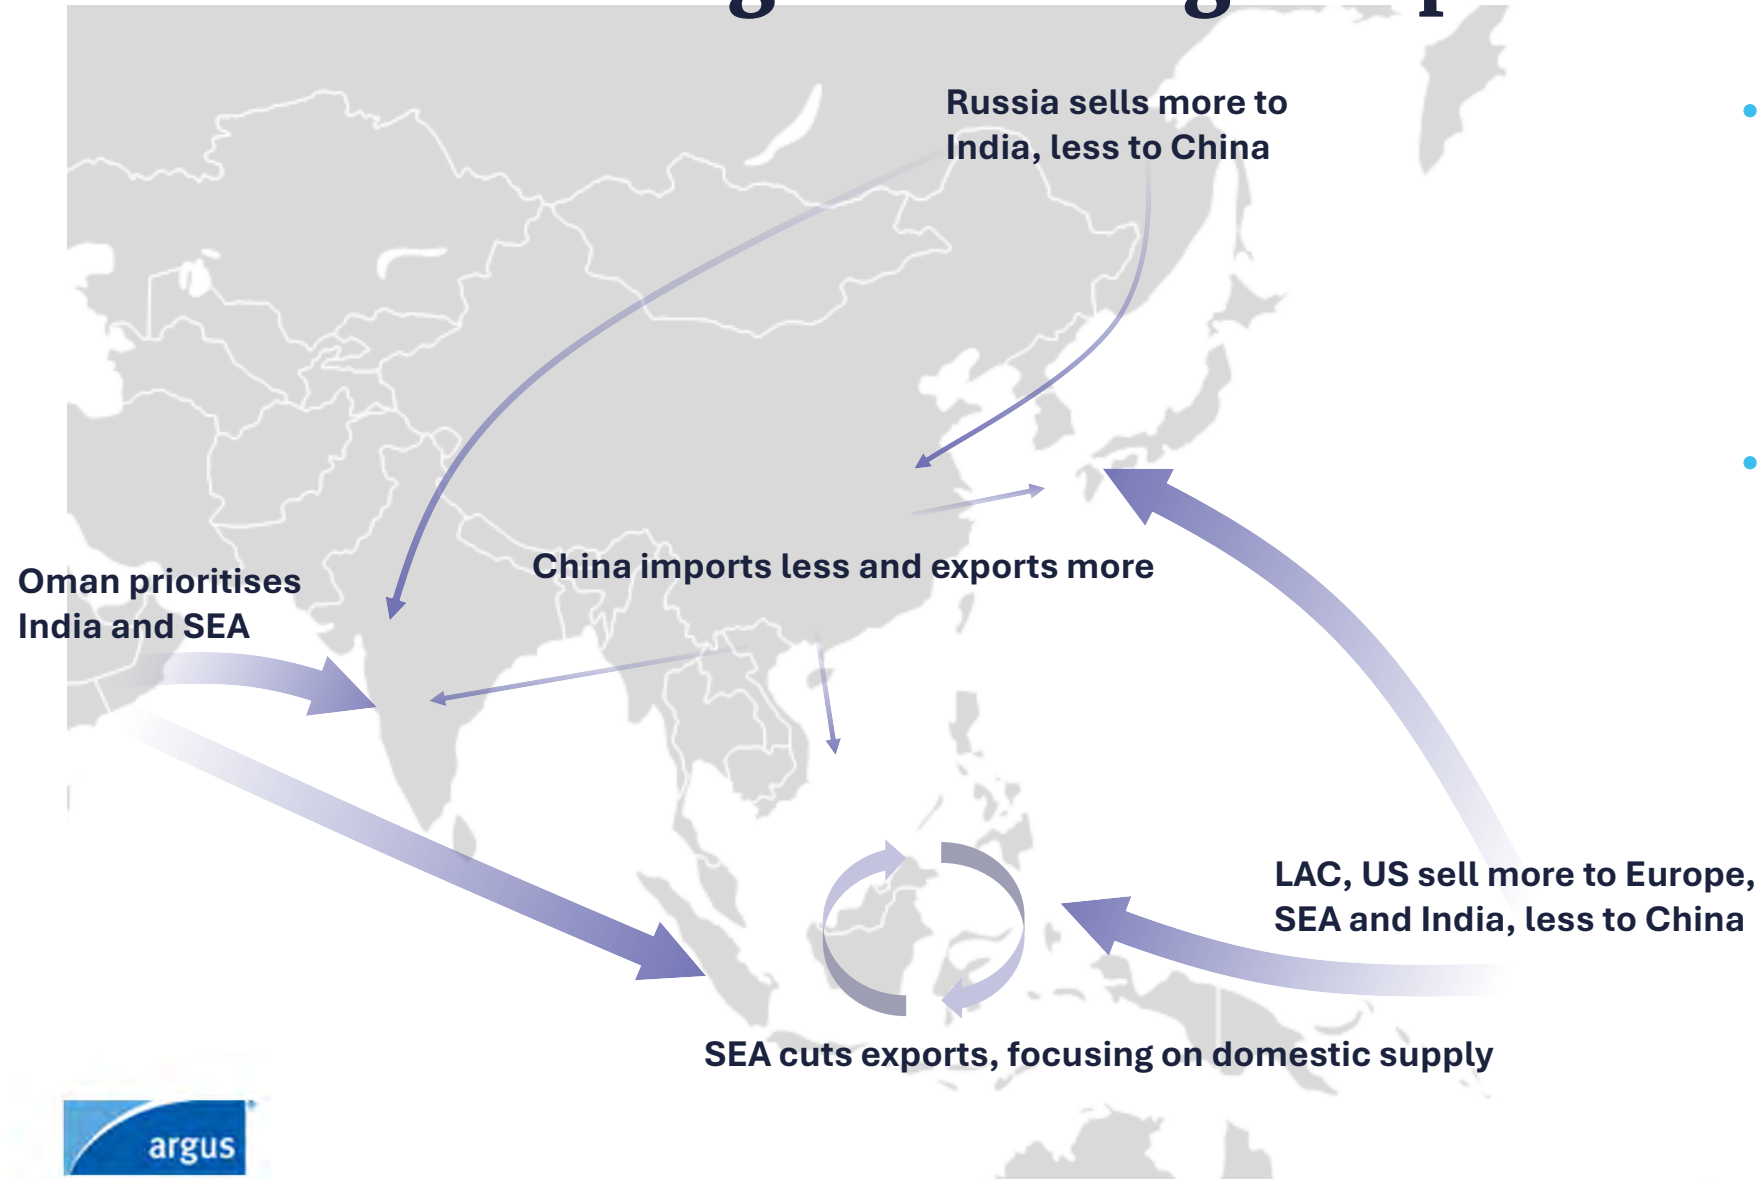 Russia sells more to
India, less to China
China imports less and exports more
Oman prioritises
India and SEA
LAC, US sell more to Europe,
SEA and India, less to China
SEA cuts exports, focusing on domestic supply
argus